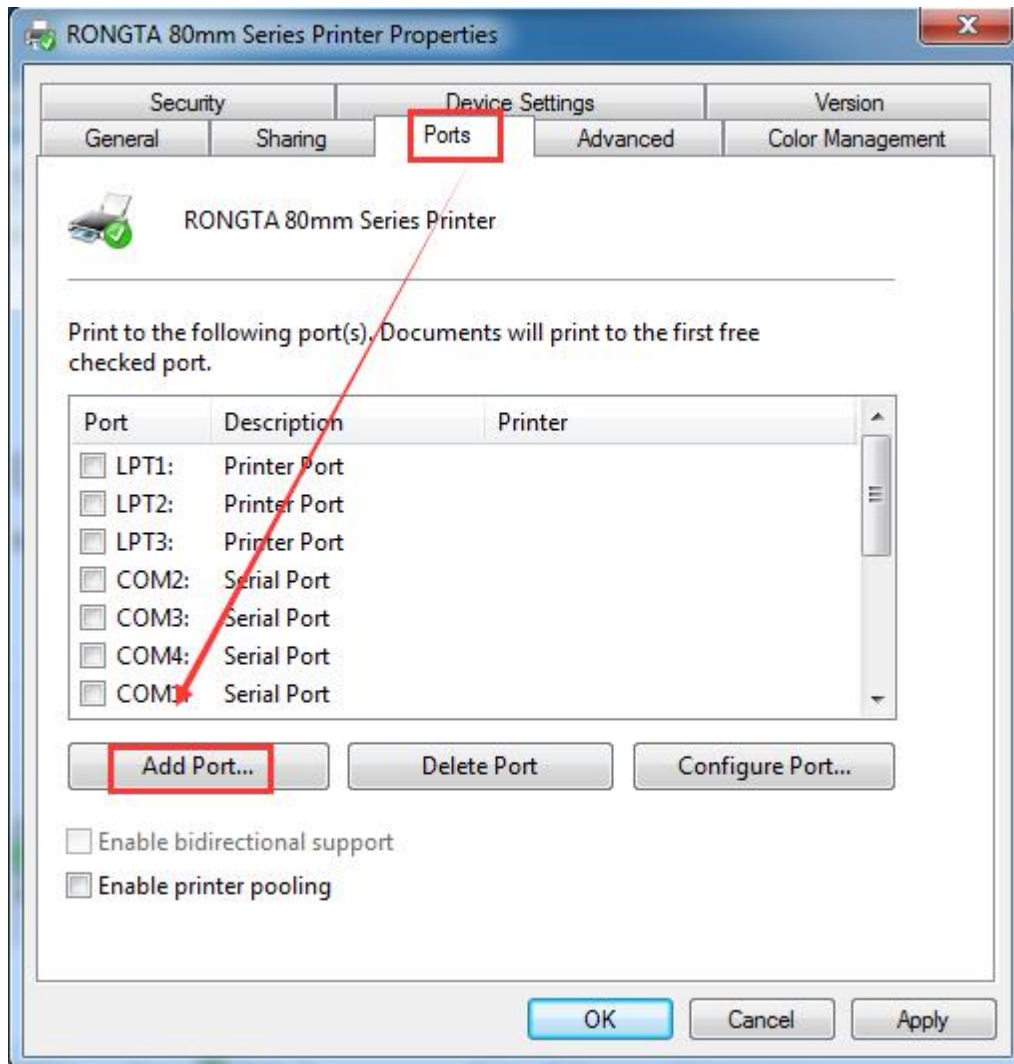 RONGTA 80mm Series Printer Properties
Security Device Settings Version
General Sharing Ports Advanced Color Management
RONGTA 80mm Series Printer
Print to the following port(s). Documents will print to the first free
checked port.
Port Description Printer
LPT1: Printer Port
LPT2: Printer Port
LPT3: Printer Port
COM2: Serial Port
COM3: Serial Port
COM4: Serial Port
COM1: Serial Port
Add Port... Delete Port Configure Port...
Enable bidirectional support
Enable printer pooling
OK Cancel Apply